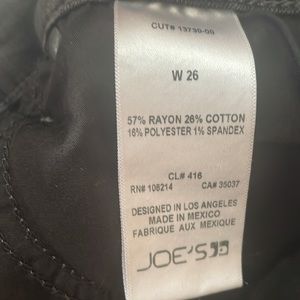 CUT# 13730-00
W 26
57% RAYON 26% COTTON
16% POLYESTER 1% SPANDEX
CL# 416
RN# 108214 CA# 35037
DESIGNED IN LOS ANGELES
MADE IN MEXICO
FABRIQUE AUX MEXIQUE
JOE'S